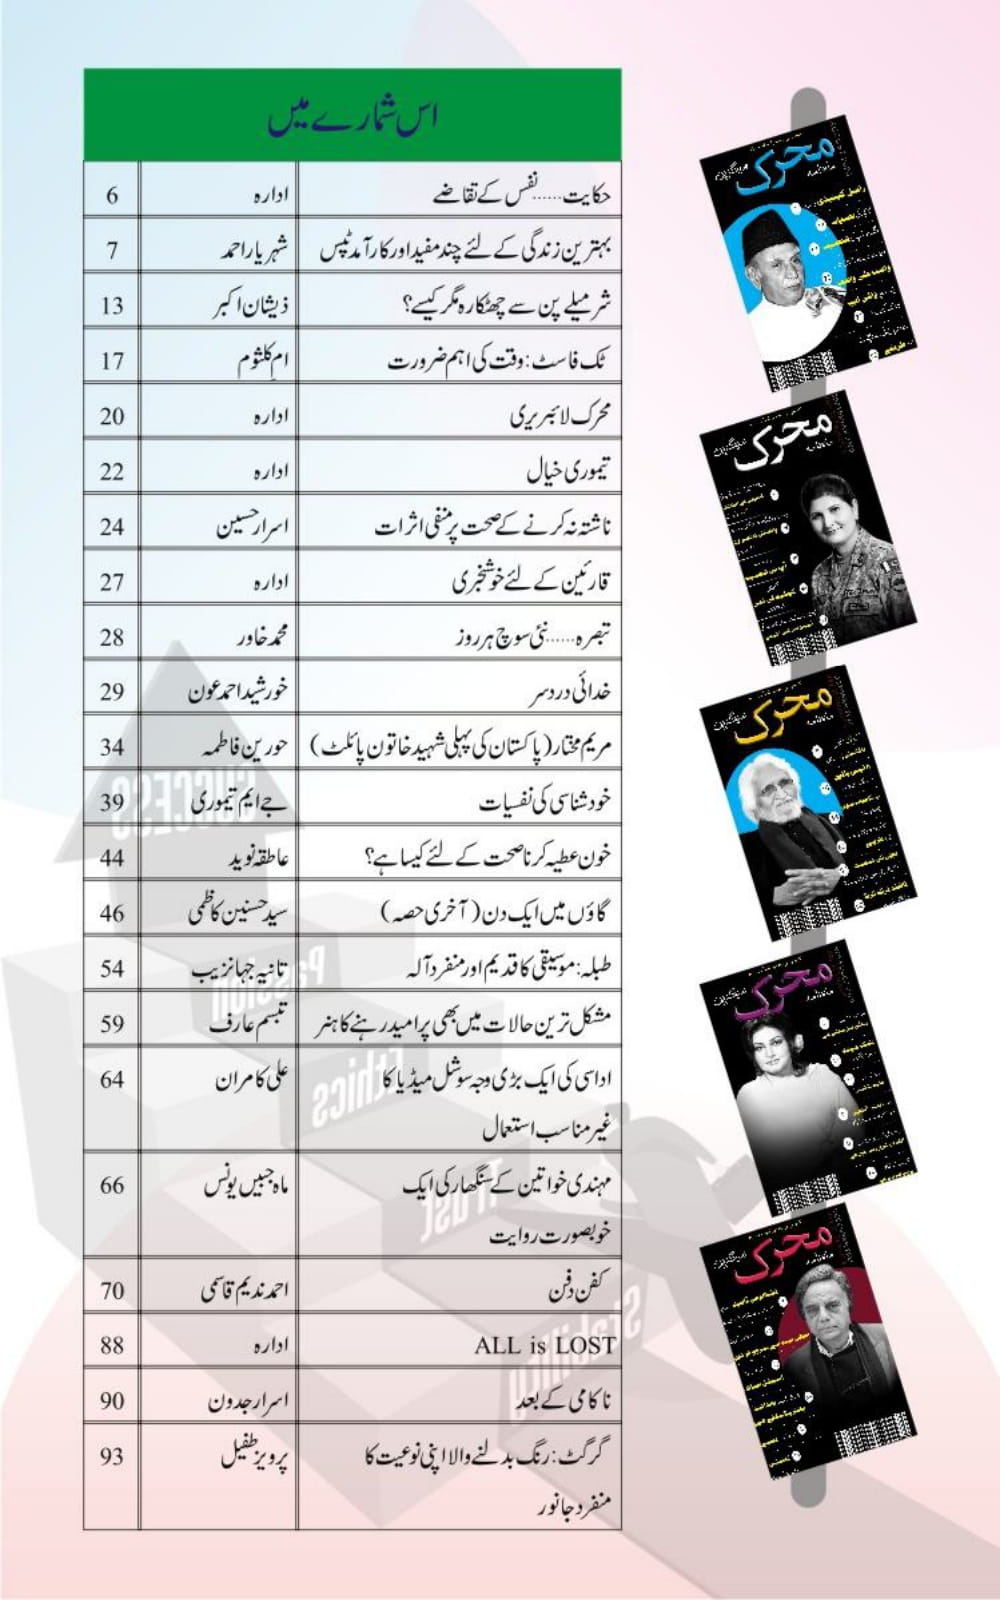 اس شمارے میں
حکایت......نفس کے تقاضے ادارہ 6
بہترین زندگی کے لئے چند مفید اور کارآمد ٹپس شہریار احمد 7
شرمیلے پن سے چھٹکارہ مگر کیسے؟ ذیشان اکبر 13
ٹک فاسٹ: وقت کی اہم ضرورت ام کلثوم 17
محرک لائبریری ادارہ 20
تیموری خیال ادارہ 22
ناشتہ نہ کرنے کے صحت پر منفی اثرات اسرار حسین 24
قارئین کے لئے خوشخبری ادارہ 27
تبصرہ......نئی سوچ ہر روز محمد خاور 28
خدائی دردسر خورشید احمد عون 29
مریم مختار (پاکستان کی پہلی شہید خاتون پائلٹ) حورین فاطمہ 34
خود شناسی کی نفسیات جے ایم تیموری 39
خون عطیہ کرنا صحت کے لئے کیسا ہے؟ عاطقہ نوید 44
گاؤں میں ایک دن (آخری حصہ) سید حسنین کاظمی 46
طبلہ: موسیقی کا قدیم اور منفرد آلہ تانیہ جہانزیب 54
مشکل ترین حالات میں بھی پرامید رہنے کا ہنر تبسم عارف 59
اداسی کی ایک بڑی وجہ سوشل میڈیا کا علی کامران 64
غیر مناسب استعمال
مہندی خواتین کے سنگھار کی ایک ماہ جبیں یونس 66
خوبصورت روایت
کفن دفن احمد ندیم قاسمی 70
ALL is LOST ادارہ 88
ناکامی کے بعد اسرار جدون 90
گرگٹ: رنگ بدلنے والا اپنی نوعیت کا پرویز طفیل 93
منفرد جانور
محرک
محرک
محرک
محرک
محرک
SUCCESS
Passion
Ethics
Trust
Stability